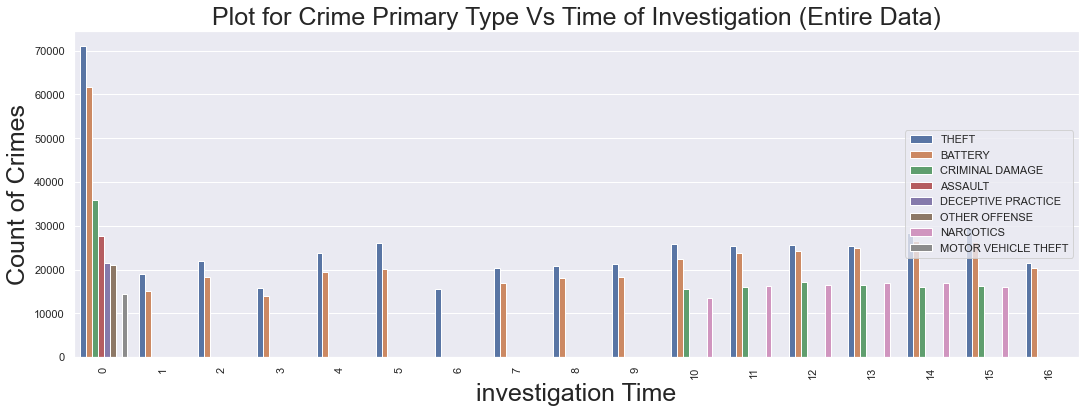 Plot for Crime Primary Type Vs Time of Investigation (Entire Data)
Count of Crimes
70000
60000
50000
40000
30000
20000
10000
0
THEFT
BATTERY
CRIMINAL DAMAGE
ASSAULT
DECEPTIVE PRACTICE
OTHER OFFENSE
NARCOTICS
MOTOR VEHICLE THEFT
0 1 2 3 4 5 6 7 8 9 10 11 12 13 14 15 16
investigation Time